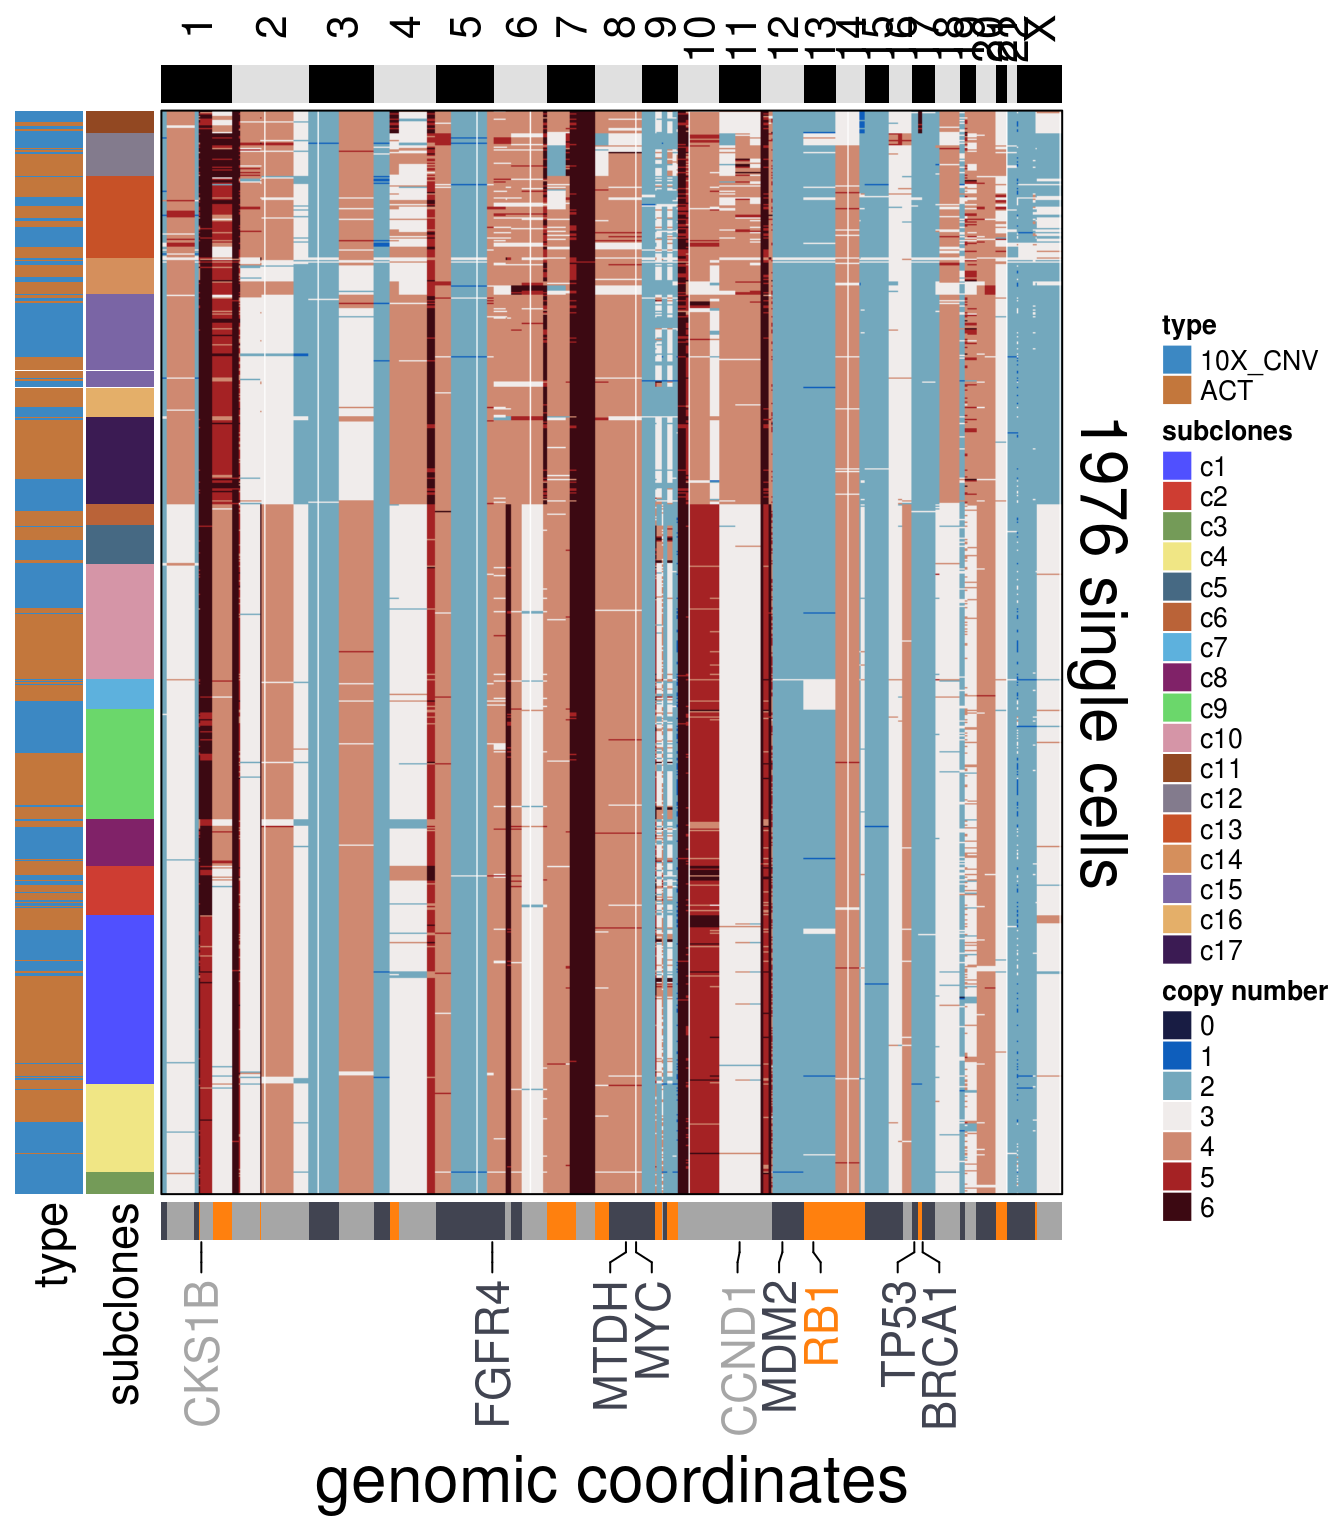 1
2
3
4
5
6
7
8
9
10
11
12
13
14
15
16
17
18
19
20
21
22
X
1976 single cells
type
10X_CNV
ACT
subclones
c1
c2
c3
c4
c5
c6
c7
c8
c9
c10
c11
c12
c13
c14
c15
c16
c17
copy number
0
1
2
3
4
5
6
type
subclones
CKS1B
FGFR4
MTDH
MYC
CCND1
MDM2
RB1
TP53
BRCA1
genomic coordinates